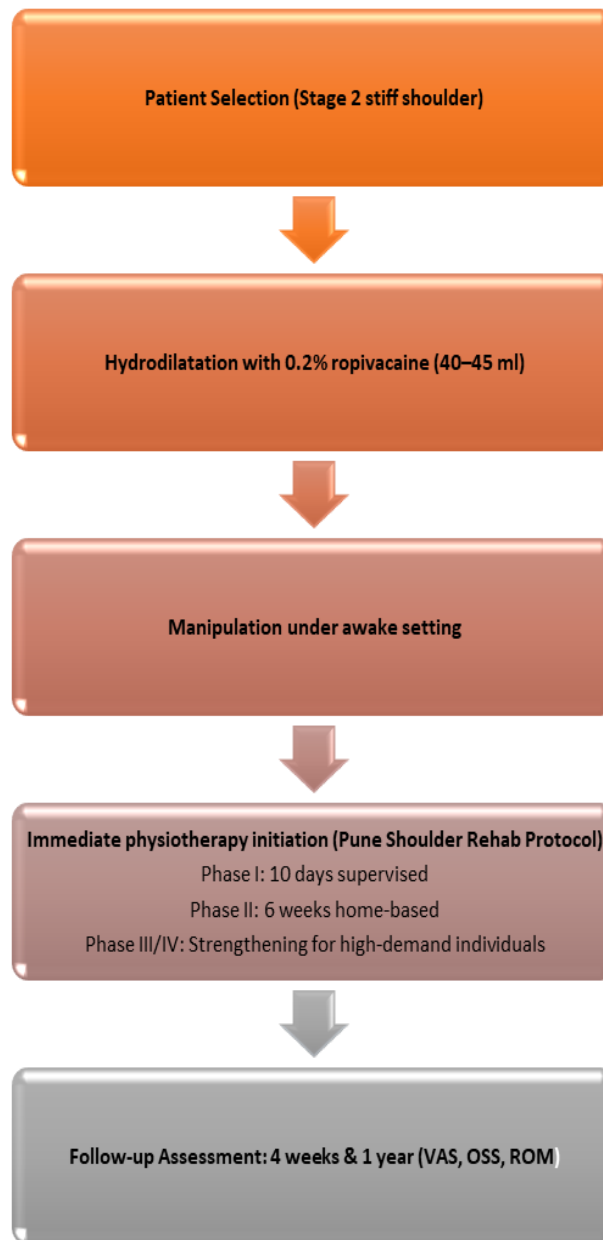 Patient Selection (Stage 2 stiff shoulder)
Hydrodilatation with 0.2% ropivacaine (40–45 ml)
Manipulation under awake setting
Immediate physiotherapy initiation (Pune Shoulder Rehab Protocol)
Phase I: 10 days supervised
Phase II: 6 weeks home-based
Phase III/IV: Strengthening for high-demand individuals
Follow-up Assessment: 4 weeks & 1 year (VAS, OSS, ROM)